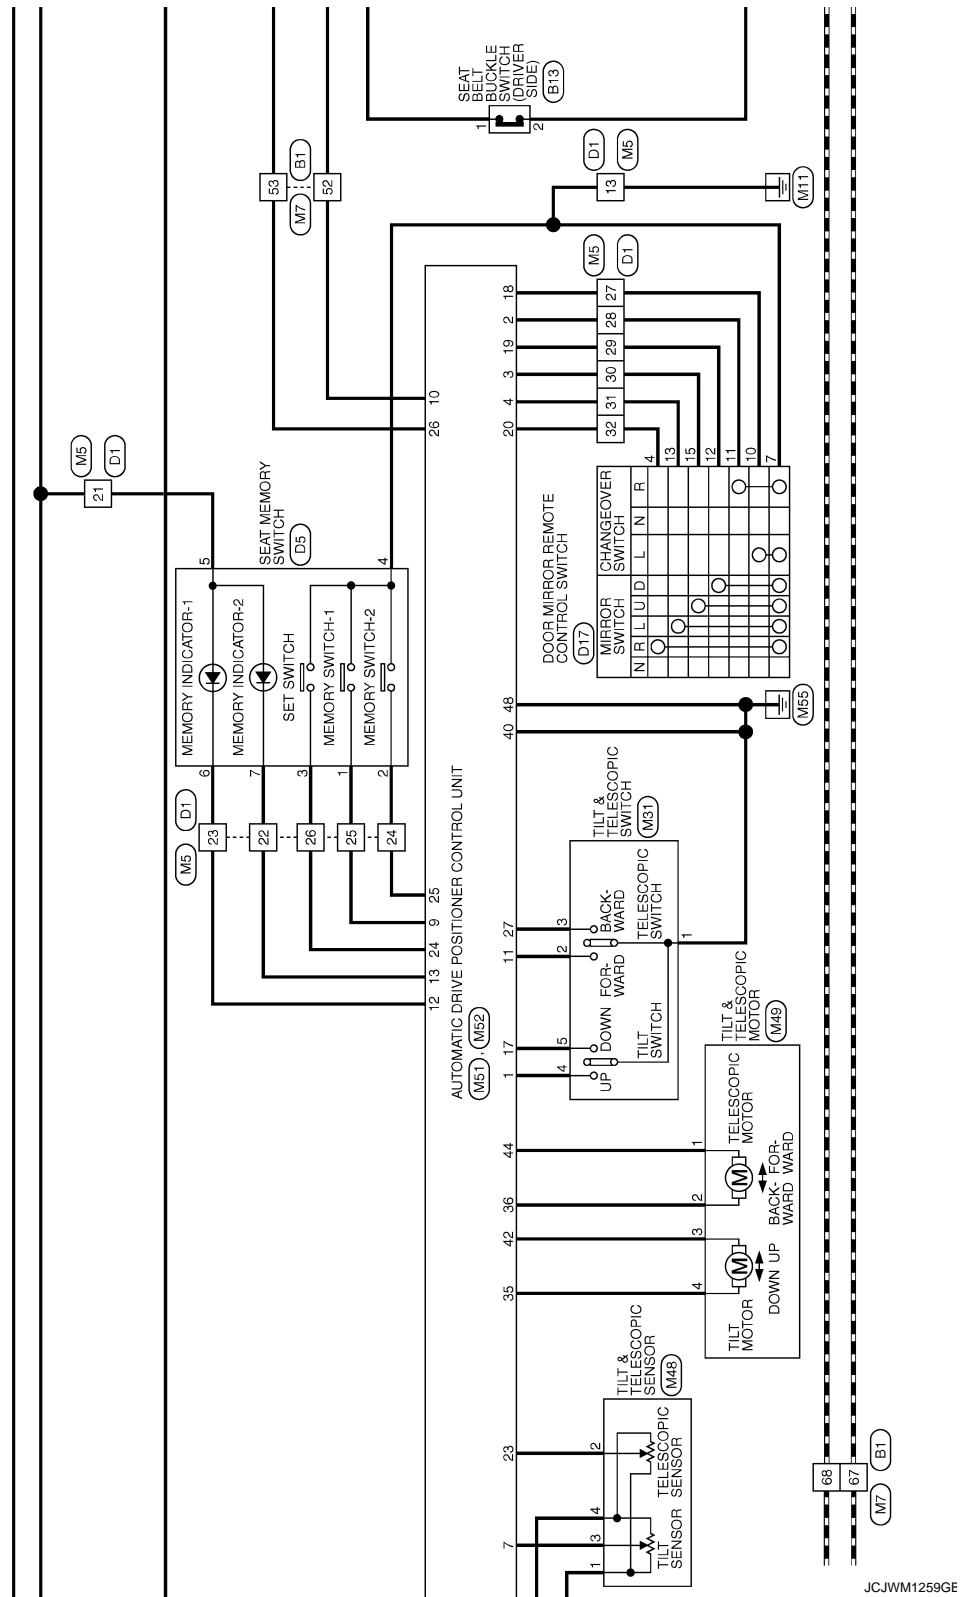 SEAT
BELT
BUCKLE
SWITCH
(DRIVER
SIDE)
B13
1
2
53
52
B1
M7
D1
M5
13
M11
M5
D1
18
2
19
3
4
20
27
28
29
30
31
32
10
26
M5
D1
21
SEAT MEMORY
SWITCH
D5
5
4
MEMORY INDICATOR-1
MEMORY INDICATOR-2
SET SWITCH
MEMORY SWITCH-1
MEMORY SWITCH-2
6
7
3
1
2
D1
M5
23
22
26
25
24
25
9
24
13
12
DOOR MIRROR REMOTE
CONTROL SWITCH
D17
4
13
15
12
11
10
7
MIRROR
SWITCH
CHANGEOVER
SWITCH
N R L U D L N R
48
40
M55
AUTOMATIC DRIVE POSITIONER CONTROL UNIT
M51 , M52
TILT &
TELESCOPIC
SWITCH
M31
27
11
17
1
3
2
5
4
1
BACK-
WARD
FOR-
WARD
TELESCOPIC
SWITCH
DOWN
UP
TILT
SWITCH
TILT &
TELESCOPIC
MOTOR
M49
44
36
42
35
1
2
3
4
M
M
TELESCOPIC
MOTOR
BACK-
WARD
FOR-
WARD
DOWN UP
TILT
MOTOR
TILT &
TELESCOPIC
SENSOR
M48
23
7
2
4
3
1
TELESCOPIC
SENSOR
TILT
SENSOR
68
67
B1
M7
JCJWM1259GB